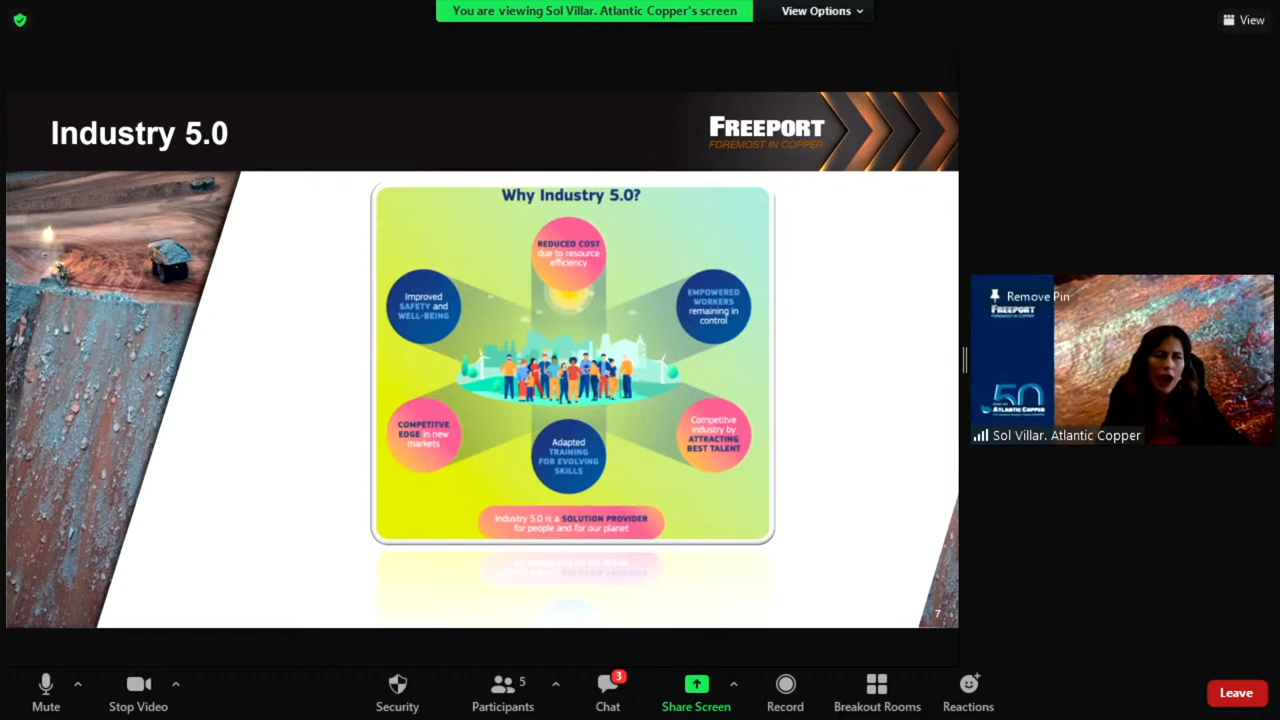 You are viewing Sol Villar. Atlantic Copper's screen
View Options
View
Industry 5.0
FREEPORT
FOREMOST IN COPPER
Why Industry 5.0?
REDUCED COST
due to resource
efficiency
Improved
SAFETY and
WELL-BEING
EMPOWERED
WORKERS
remaining in
control
COMPETITVE
EDGE in new
markets
Adapted
TRAINING
FOR EVOLVING
SKILLS
Competitve
industry by
ATTRACTING
BEST TALENT
Industry 5.0 is a SOLUTION PROVIDER
for people and for our planet
7
Remove Pin
FREEPORT
50
ATLANTIC COPPER
Sol Villar. Atlantic Copper
Mute
Stop Video
Security
5
Participants
3
Chat
Share Screen
Record
Breakout Rooms
Reactions
Leave